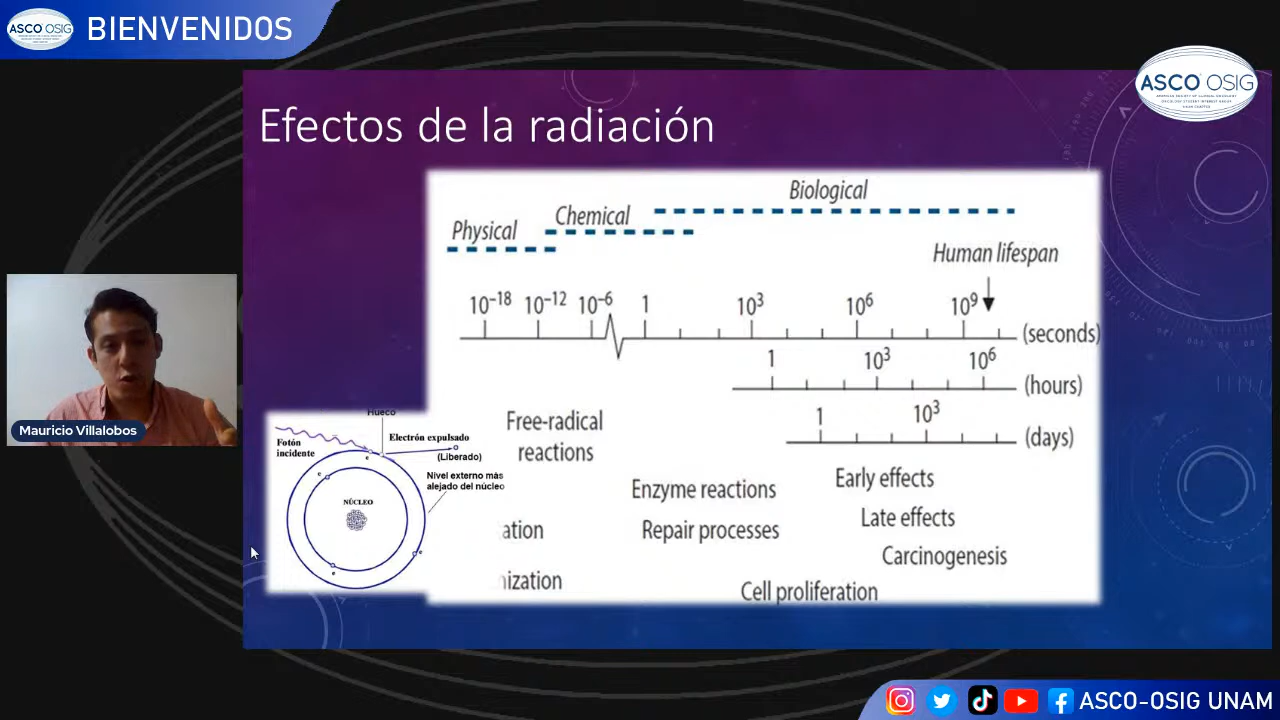 ASCO OSIG
BIENVENIDOS
ASCO OSIG
Efectos de la radiación
Biological
Chemical
Physical
Human lifespan
10⁻¹⁸ 10⁻¹² 10⁻⁶ 1 10³ 10⁶ 10⁹
(seconds)
1 10³ 10⁶
(hours)
1 10³
(days)
Free-radical
reactions
Enzyme reactions
Repair processes
Early effects
Late effects
Carcinogenesis
Cell proliferation
ation
nization
Hueco
Fotón
incidente
Electrón expulsado
(Liberado)
Nivel externo más
alejado del núcleo
NÚCLEO
e
e
e
e
Mauricio Villalobos
ASCO-OSIG UNAM